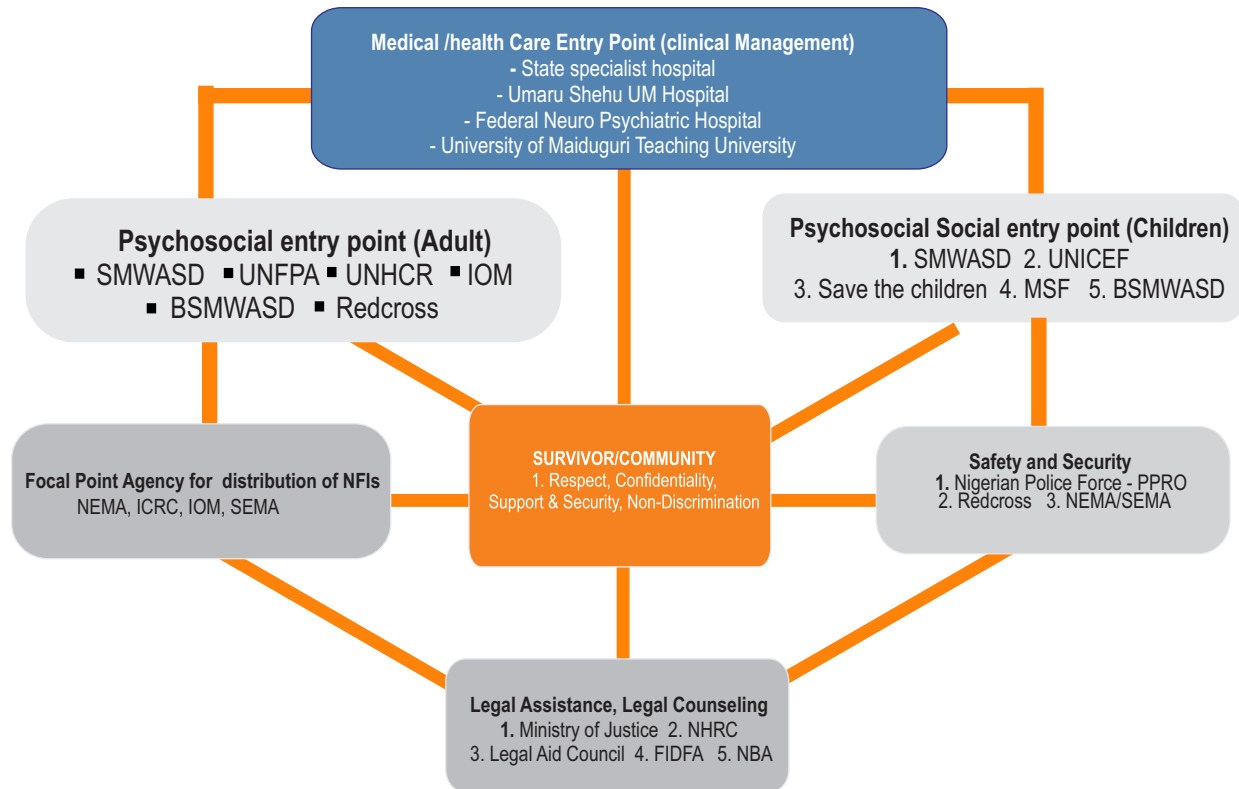 Medical /health Care Entry Point (clinical Management)
- State specialist hospital
- Umaru Shehu UM Hospital
- Federal Neuro Psychiatric Hospital
- University of Maiduguri Teaching University
Psychosocial entry point (Adult)
▪ SMWASD ▪UNFPA ▪ UNHCR ▪ IOM
▪ BSMWASD ▪ Redcross
Psychosocial Social entry point (Children)
1. SMWASD 2. UNICEF
3. Save the children 4. MSF 5. BSMWASD
Focal Point Agency for distribution of NFIs
NEMA, ICRC, IOM, SEMA
SURVIVOR/COMMUNITY
1. Respect, Confidentiality,
Support & Security, Non-Discrimination
Safety and Security
1. Nigerian Police Force - PPRO
2. Redcross 3. NEMA/SEMA
Legal Assistance, Legal Counseling
1. Ministry of Justice 2. NHRC
3. Legal Aid Council 4. FIDFA 5. NBA